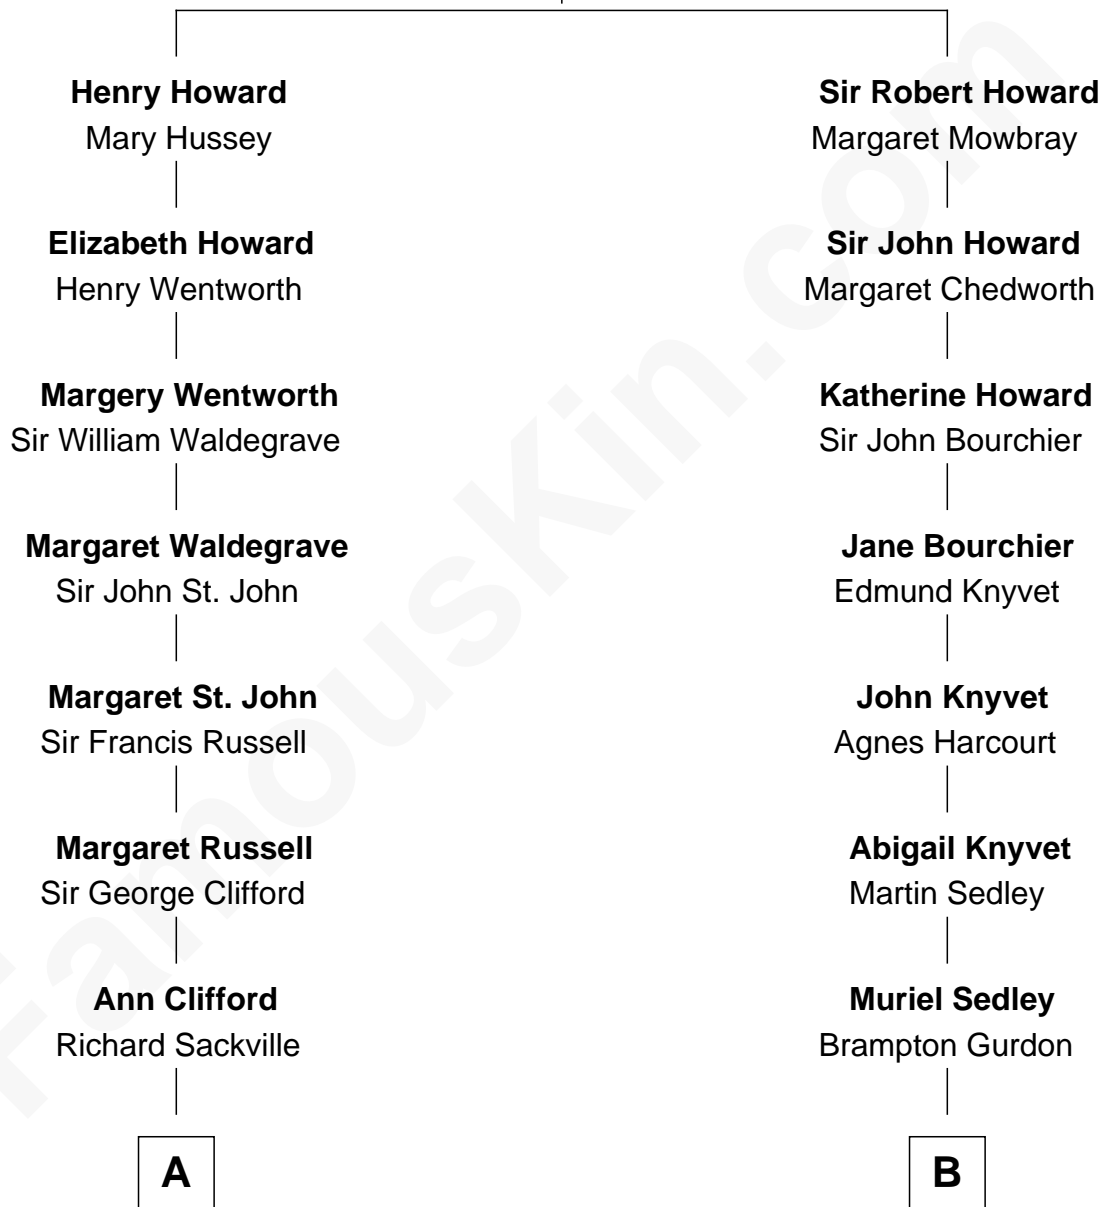 Henry Howard
Mary Hussey
Sir Robert Howard
Margaret Mowbray
Elizabeth Howard
Henry Wentworth
Sir John Howard
Margaret Chedworth
Margery Wentworth
Sir William Waldegrave
Katherine Howard
Sir John Bourchier
Margaret Waldegrave
Sir John St. John
Jane Bourchier
Edmund Knyvet
Margaret St. John
Sir Francis Russell
John Knyvet
Agnes Harcourt
Margaret Russell
Sir George Clifford
Abigail Knyvet
Martin Sedley
Ann Clifford
Richard Sackville
Muriel Sedley
Brampton Gurdon
A
B
FamousKin.com